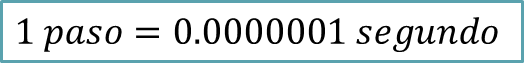 1 paso = 0.0000001 segundo